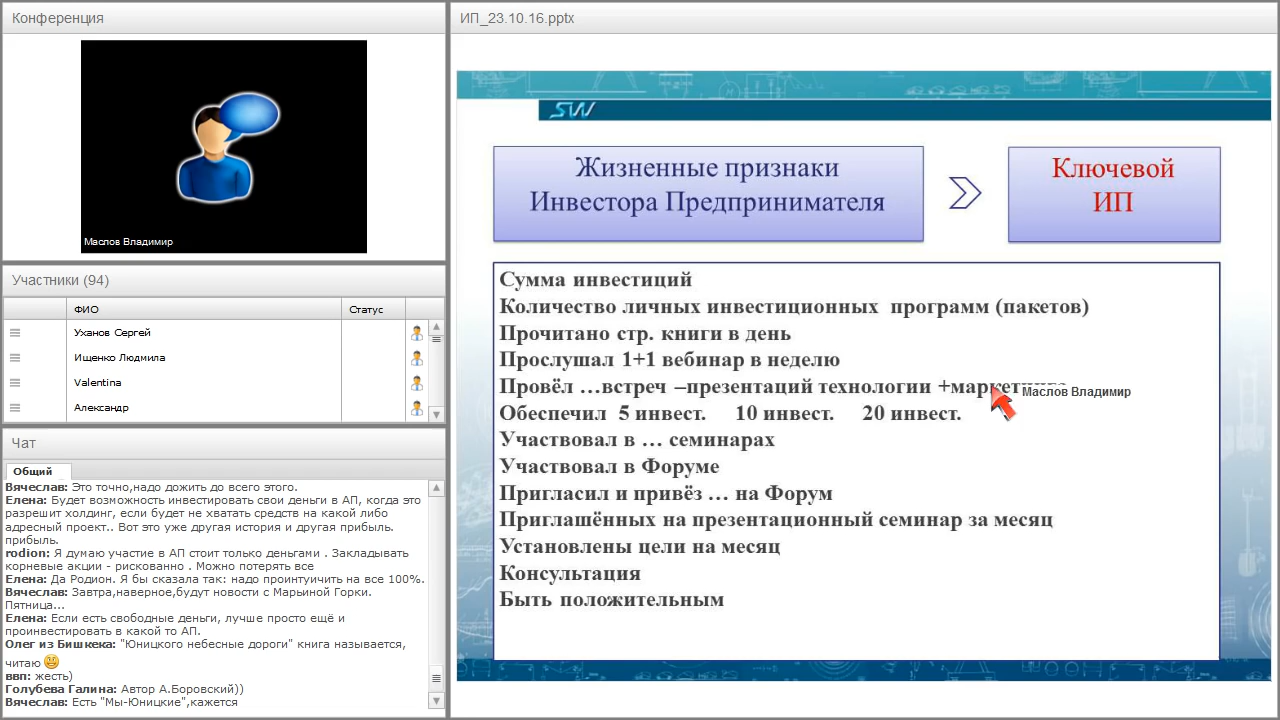 Конференция
Маслов Владимир
Участники (94)
ФИО
Статус
Уханов Сергей
Ищенко Людмила
Valentina
Александр
Чат
Общий
Вячеслав: Это точно,надо дожить до всего этого.
Елена: Будет возможность инвестировать свои деньги в АП, когда это
разрешит холдинг, если будет не хватать средств на какой либо
адресный проект.. Вот это уже другая история и другая прибыль.
прибыль.
rodion: Я думаю участие в АП стоит только деньгами . Закладывать
корневые акции - рискованно . Можно потерять все
Елена: Да Родион. Я бы сказала так: надо проинтуичить на все 100%.
Вячеслав: Завтра,наверное,будут новости с Марьиной Горки.
Пятница...
Елена: Если есть свободные деньги, лучше просто ещё и
проинвестировать в какой то АП.
Олег из Бишкека: "Юницкого небесные дороги" книга называется,
читаю
ввп: жесть)
Голубева Галина: Автор А.Боровский))
Вячеслав: Есть "Мы-Юницкие",кажется
ИП_23.10.16.pptx
SW
Жизненные признаки
Инвестора Предпринимателя
Ключевой
ИП
Сумма инвестиций
Количество личных инвестиционных программ (пакетов)
Прочитано стр. книги в день
Прослушал 1+1 вебинар в неделю
Провёл …встреч –презентаций технологии +маркетинга
Маслов Владимир
Обеспечил 5 инвест. 10 инвест. 20 инвест.
Участвовал в … семинарах
Участвовал в Форуме
Пригласил и привёз … на Форум
Приглашённых на презентационный семинар за месяц
Установлены цели на месяц
Консультация
Быть положительным